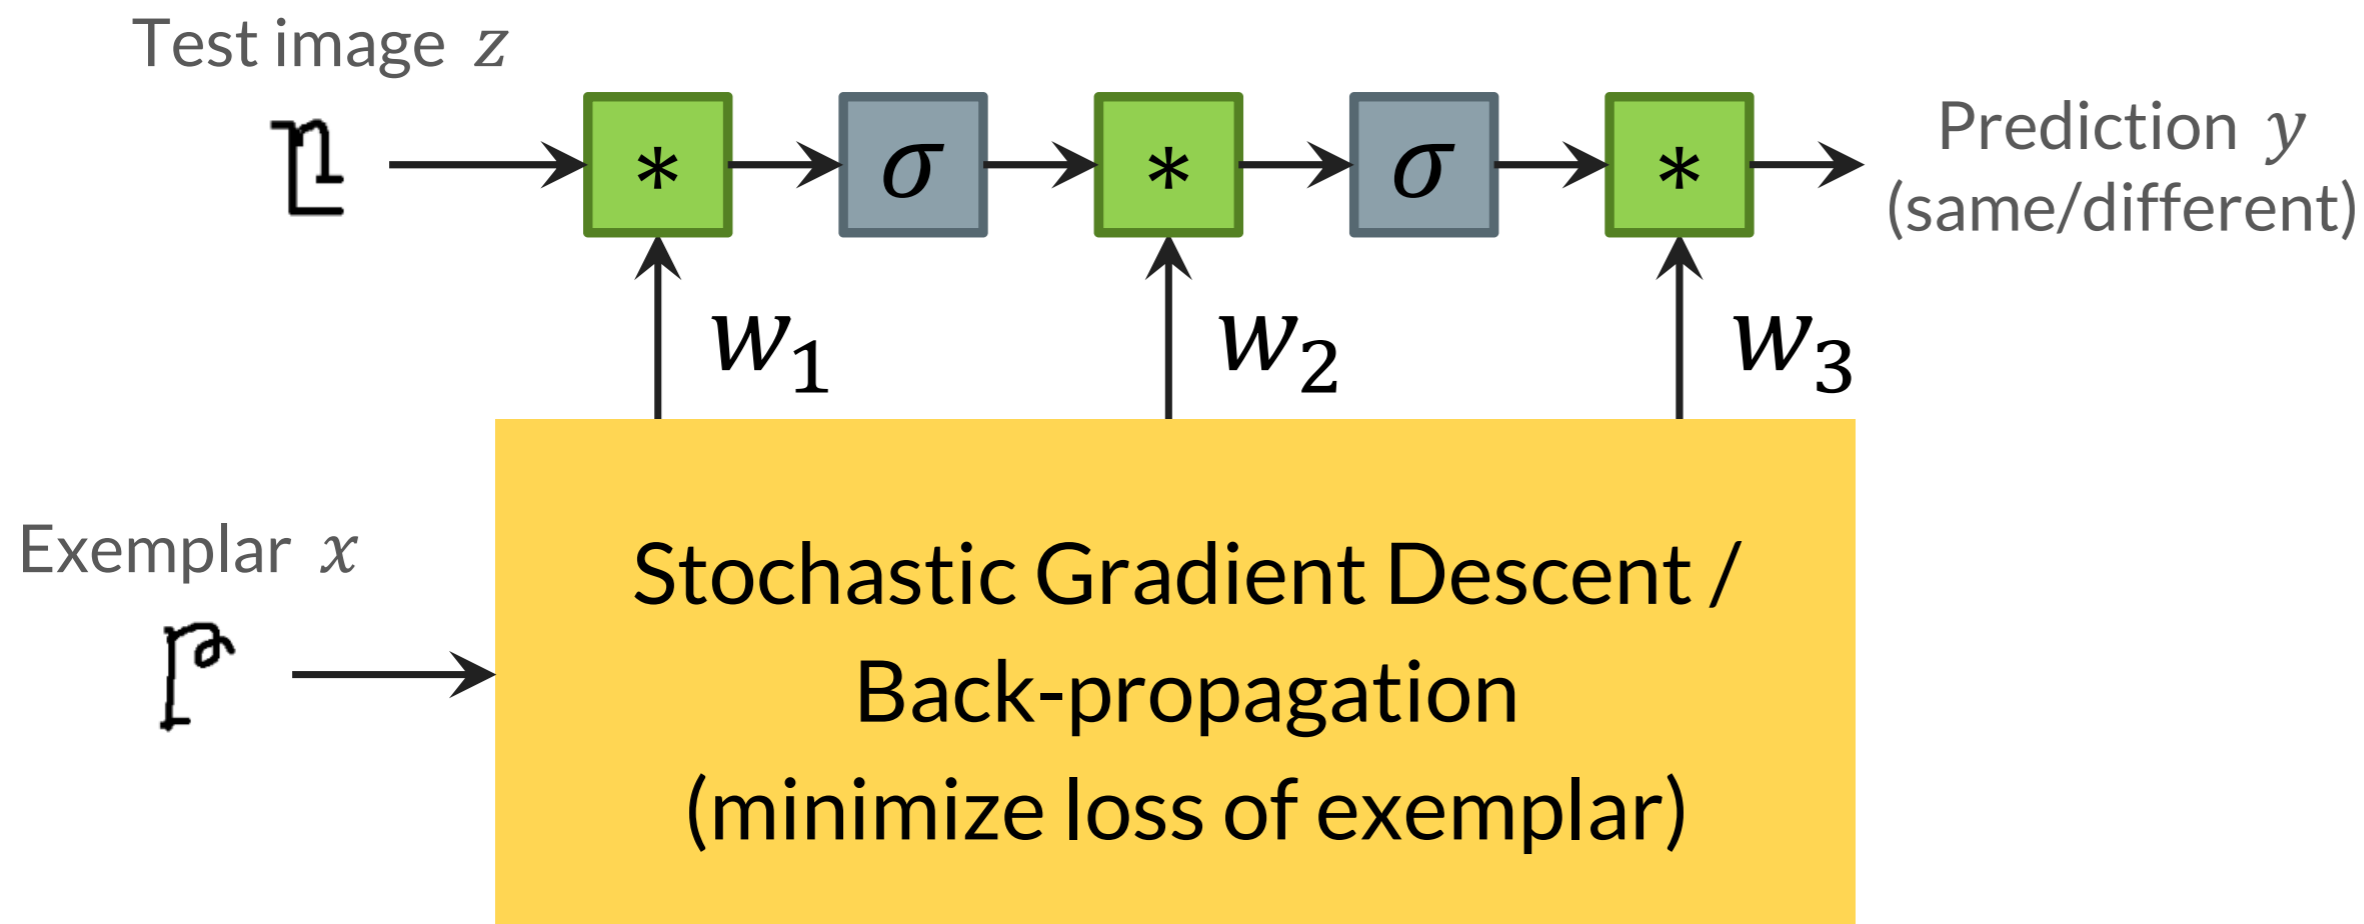 Test image z
* σ * σ *
Prediction y
(same/different)
w₁ w₂ w₃
Exemplar x
Stochastic Gradient Descent /
Back-propagation
(minimize loss of exemplar)